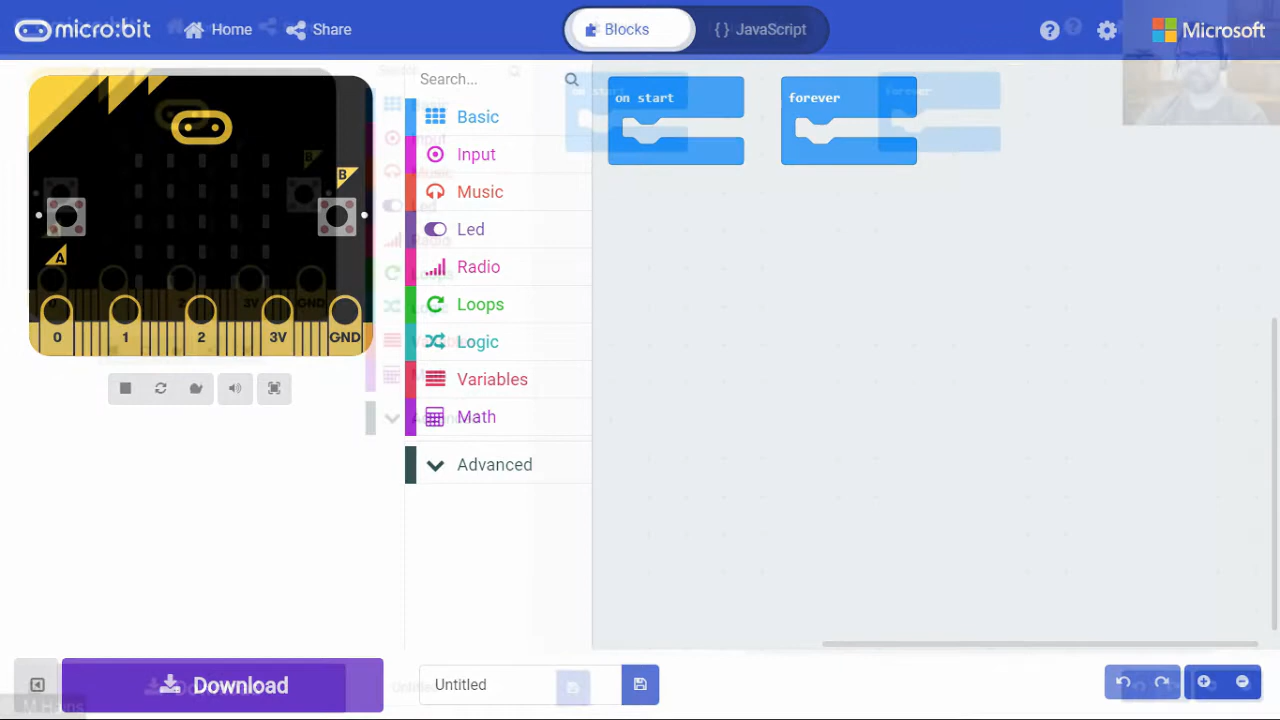 micro:bit
Home
Share
Blocks
{ } JavaScript
Microsoft
Search...
Basic
Input
Music
Led
Radio
Loops
Logic
Variables
Math
Advanced
on start
forever
B
A
0
1
2
3V
GND
Download
Untitled